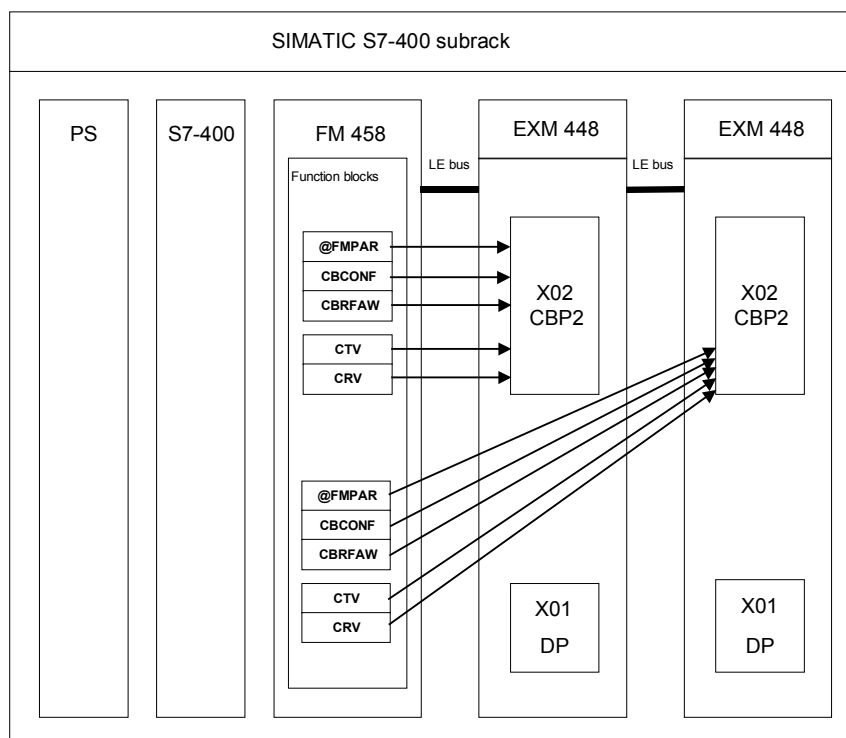 SIMATIC S7-400 subrack
PS
S7-400
FM 458
Function blocks
@FMPAR
CBCONF
CBRFAW
CTV
CRV
@FMPAR
CBCONF
CBRFAW
CTV
CRV
LE bus
EXM 448
X02
CBP2
X01
DP
LE bus
EXM 448
X02
CBP2
X01
DP